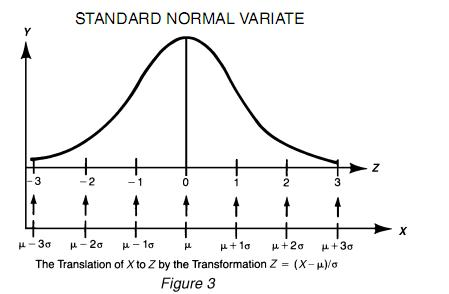 STANDARD NORMAL VARIATE
Y
Z
-3 -2 -1 0 1 2 3
X
μ - 3σ μ - 2σ μ - 1σ μ μ + 1σ μ + 2σ μ + 3σ
The Translation of X to Z by the Transformation Z = (X - μ)/σ
Figure 3